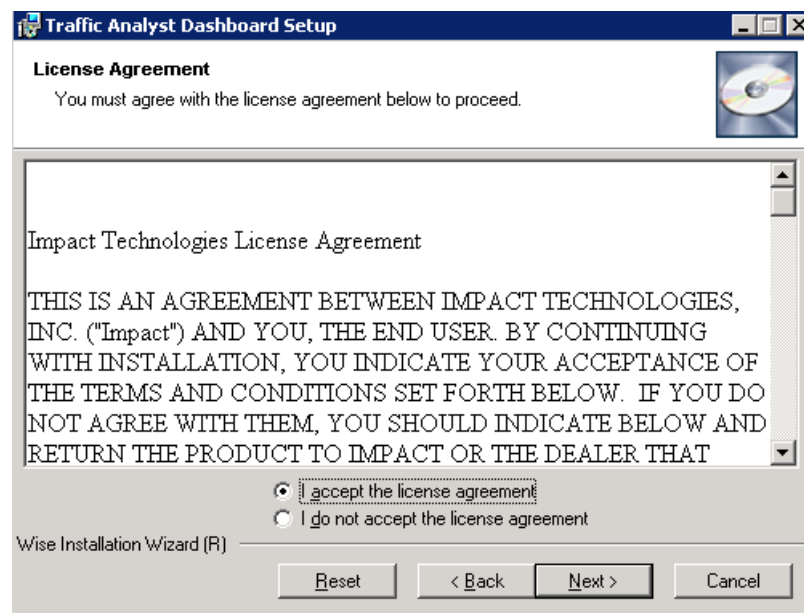 Traffic Analyst Dashboard Setup
License Agreement
You must agree with the license agreement below to proceed.
Impact Technologies License Agreement
THIS IS AN AGREEMENT BETWEEN IMPACT TECHNOLOGIES,
INC. ("Impact") AND YOU, THE END USER. BY CONTINUING
WITH INSTALLATION, YOU INDICATE YOUR ACCEPTANCE OF
THE TERMS AND CONDITIONS SET FORTH BELOW.  IF YOU DO
NOT AGREE WITH THEM, YOU SHOULD INDICATE BELOW AND
RETURN THE PRODUCT TO IMPACT OR THE DEALER THAT
I accept the license agreement
I do not accept the license agreement
Wise Installation Wizard (R)
Reset
< Back
Next >
Cancel